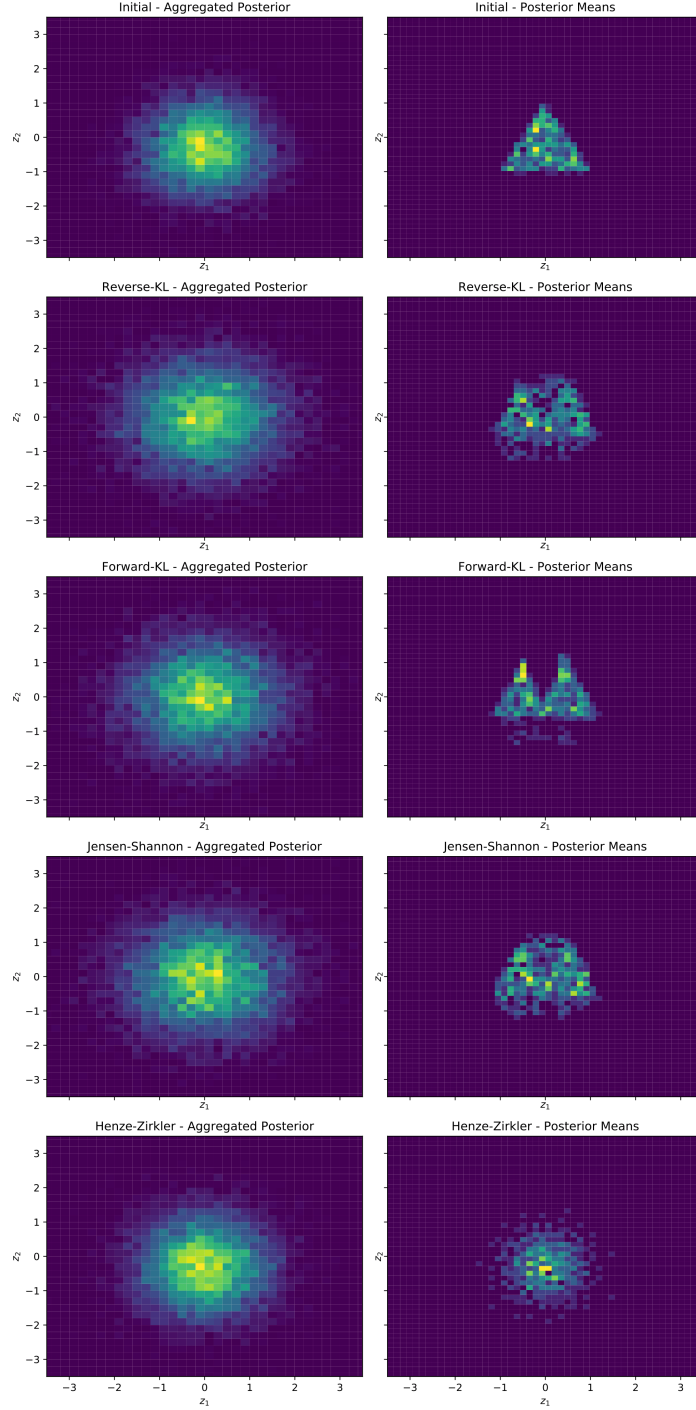 Initial - Aggregated Posterior
Initial - Posterior Means
3
2
1
0
−1
−2
−3
z₂
z₁
z₂
z₁
Reverse-KL - Aggregated Posterior
Reverse-KL - Posterior Means
3
2
1
0
−1
−2
−3
z₂
z₁
z₂
z₁
Forward-KL - Aggregated Posterior
Forward-KL - Posterior Means
3
2
1
0
−1
−2
−3
z₂
z₁
z₂
z₁
Jensen-Shannon - Aggregated Posterior
Jensen-Shannon - Posterior Means
3
2
1
0
−1
−2
−3
z₂
z₁
z₂
z₁
Henze-Zirkler - Aggregated Posterior
Henze-Zirkler - Posterior Means
3
2
1
0
−1
−2
−3
z₂
z₂
−3 −2 −1 0 1 2 3
−3 −2 −1 0 1 2 3
z₁
z₁